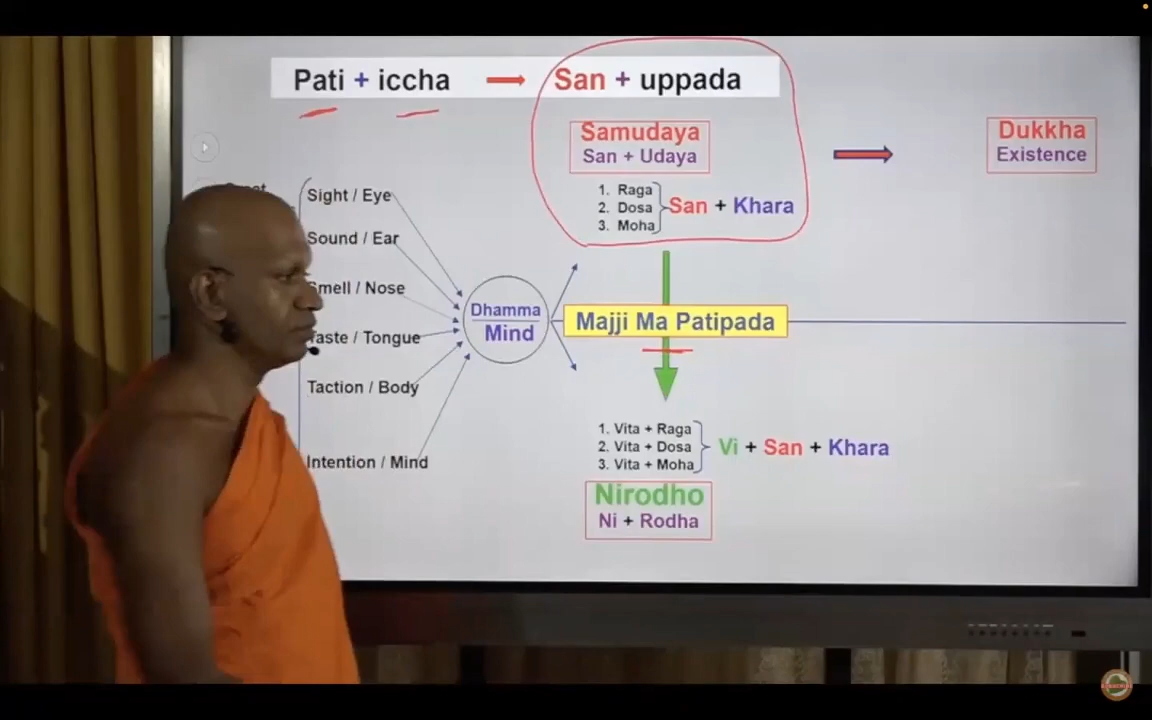 Pati + iccha
San + uppada
Samudaya
San + Udaya
Dukkha
Existence
1. Raga
2. Dosa
3. Moha
San + Khara
Sight / Eye
Sound / Ear
Smell / Nose
Taste / Tongue
Taction / Body
Intention / Mind
Dhamma
Mind
Majji Ma Patipada
1. Vita + Raga
2. Vita + Dosa
3. Vita + Moha
Vi + San + Khara
Nirodho
Ni + Rodha